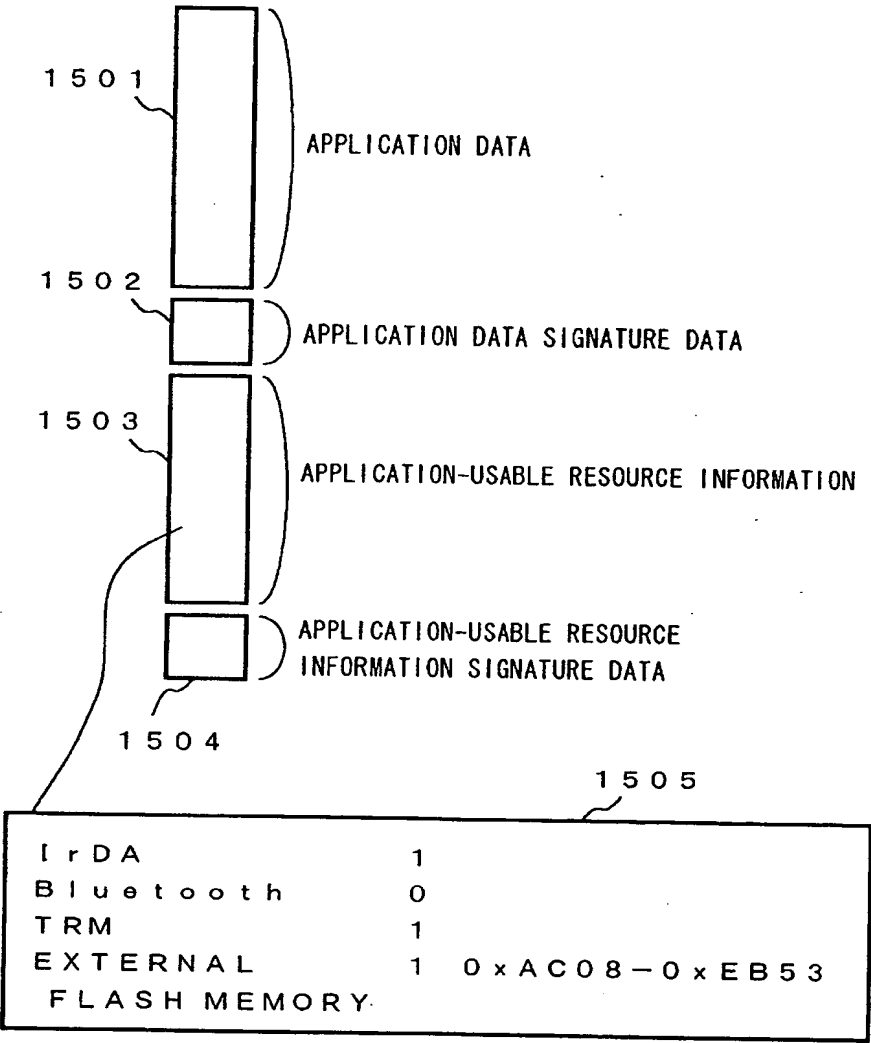 1501
APPLICATION DATA
1502
APPLICATION DATA SIGNATURE DATA
1503
APPLICATION-USABLE RESOURCE INFORMATION
APPLICATION-USABLE RESOURCE
INFORMATION SIGNATURE DATA
1504
1505
IrDA 1
Bluetooth 0
TRM 1
EXTERNAL 1 0xAC08-0xEB53
FLASH MEMORY